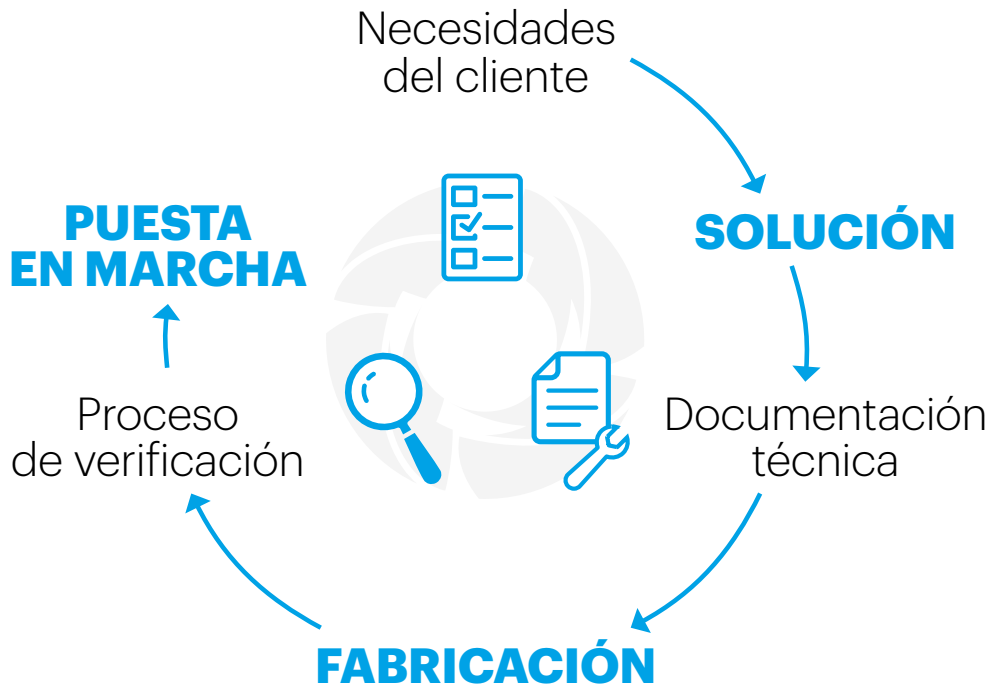 Necesidades
del cliente
SOLUCIÓN
Documentación
técnica
FABRICACIÓN
Proceso
de verificación
PUESTA
EN MARCHA